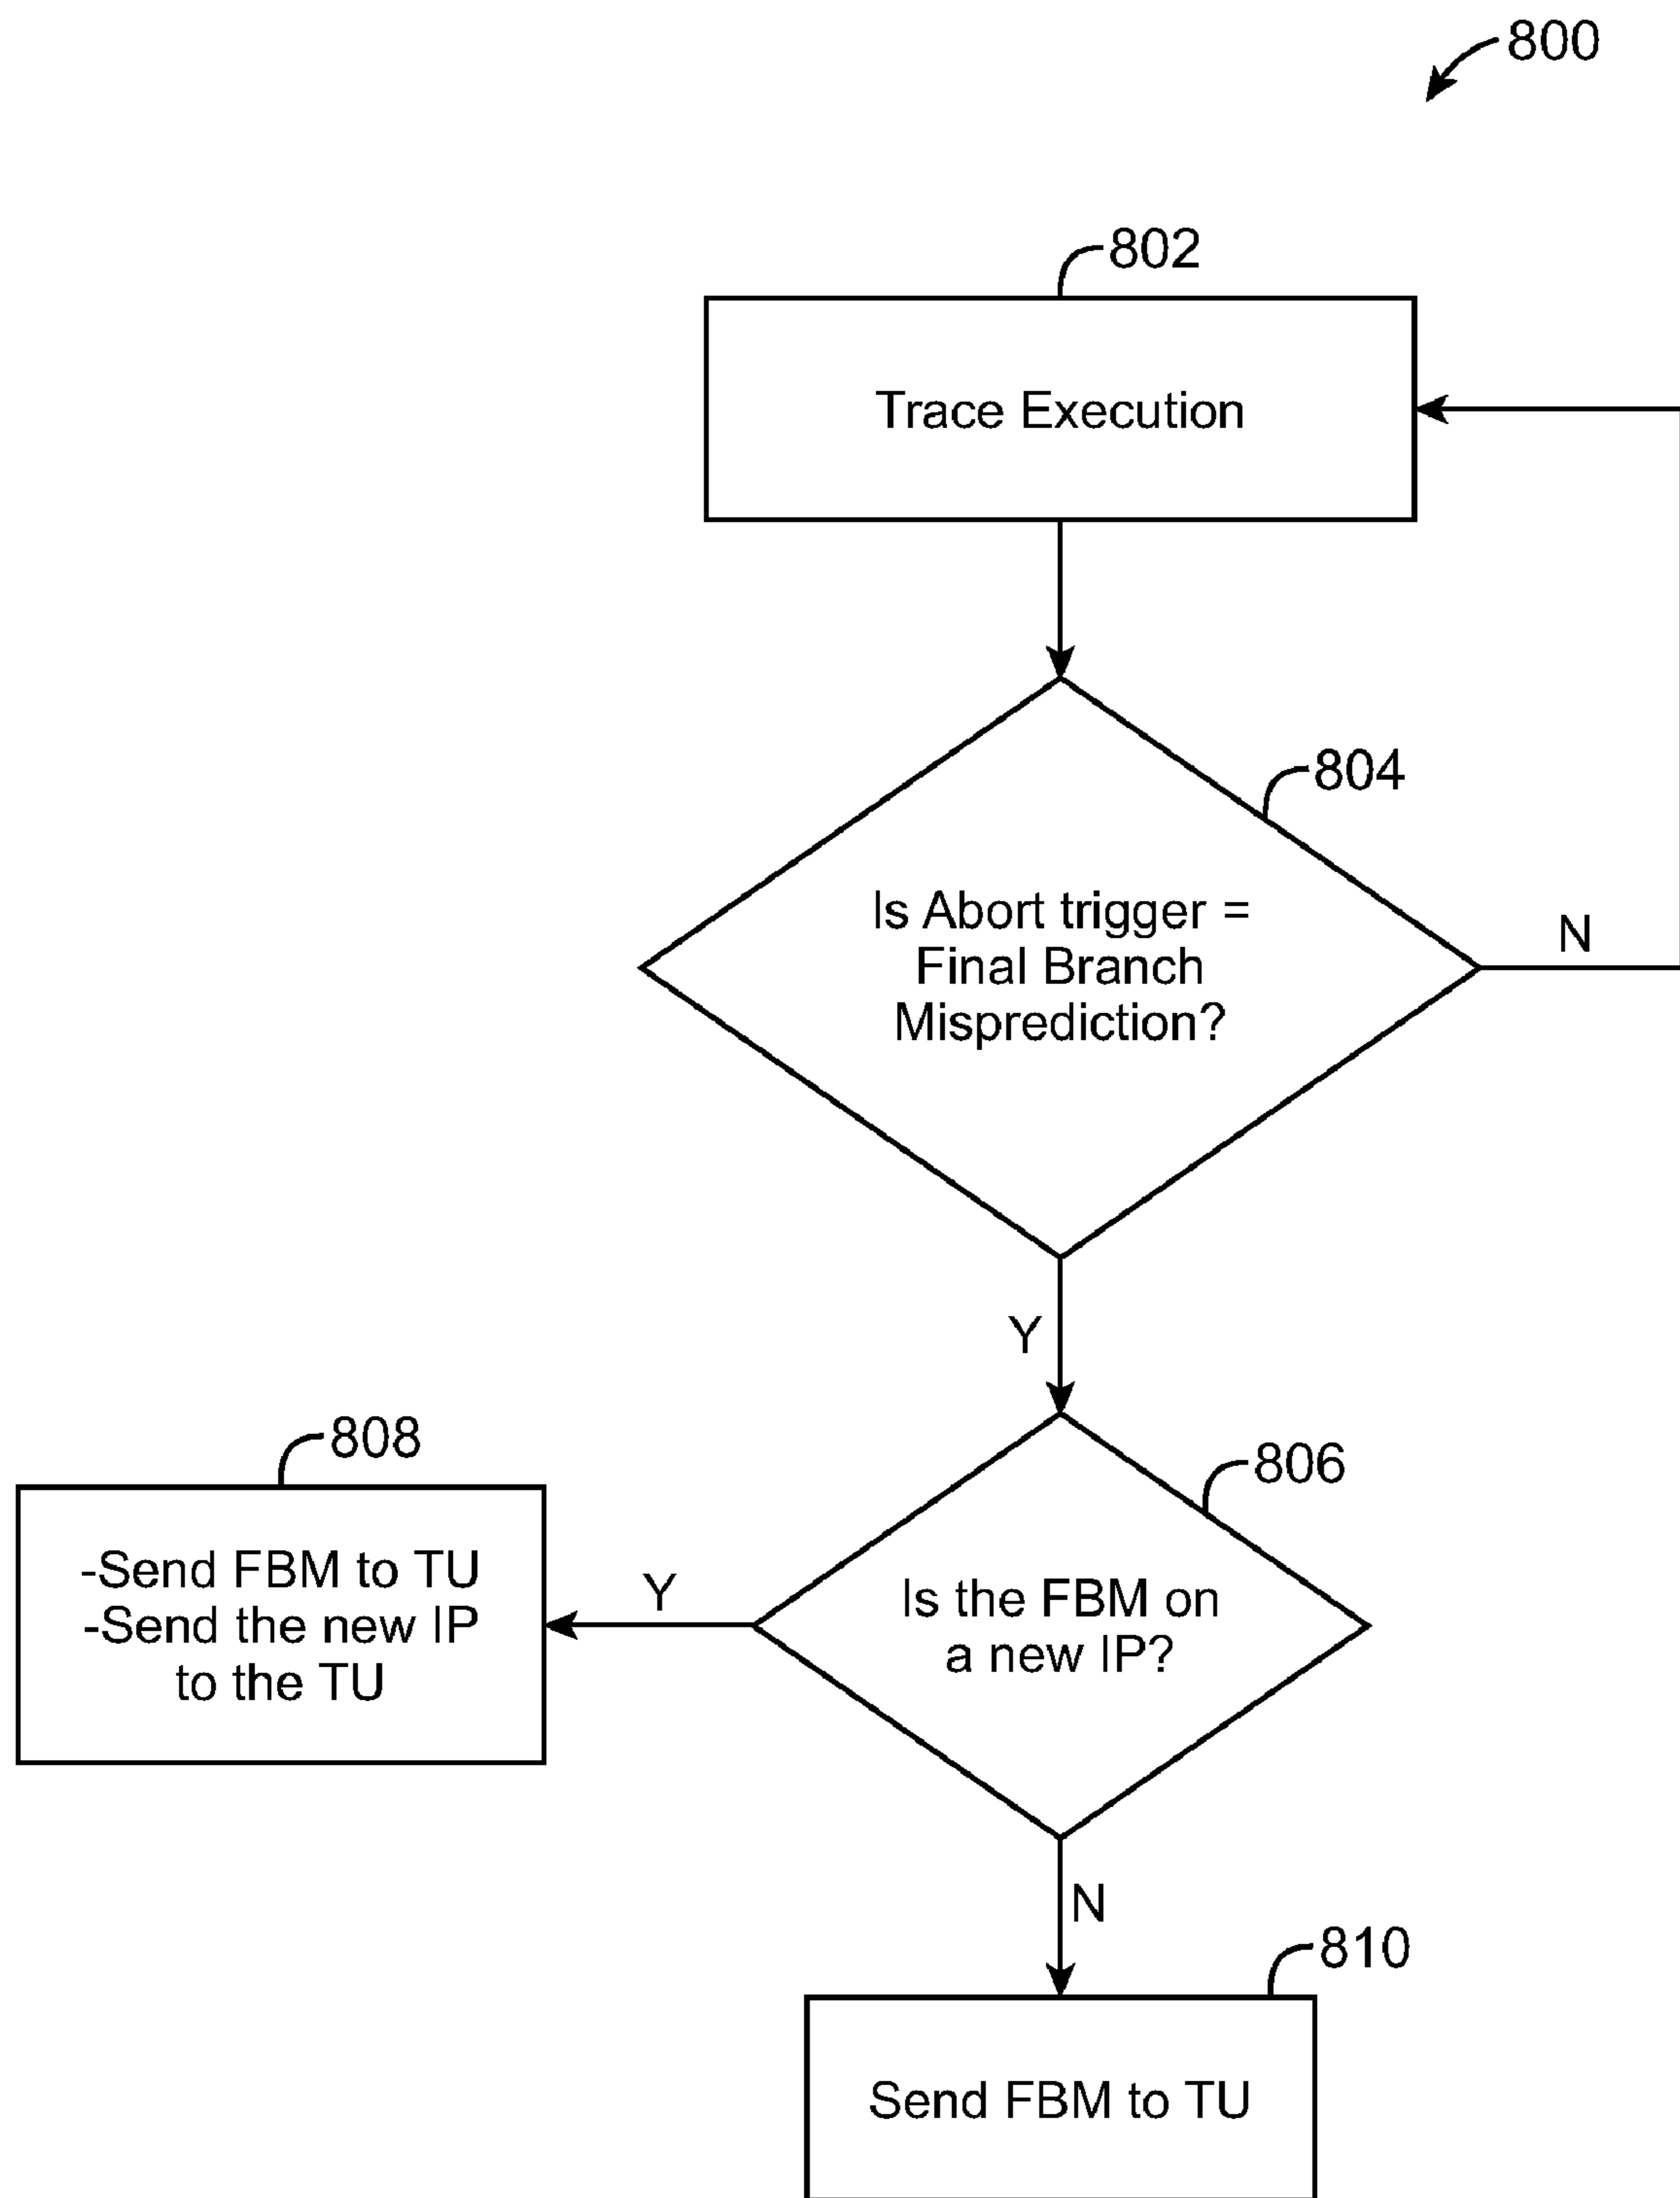 800
802
Trace Execution
804
Is Abort trigger =
Final Branch
Misprediction?
N
Y
808
806
-Send FBM to TU
-Send the new IP
to the TU
Y
Is the FBM on
a new IP?
N
810
Send FBM to TU